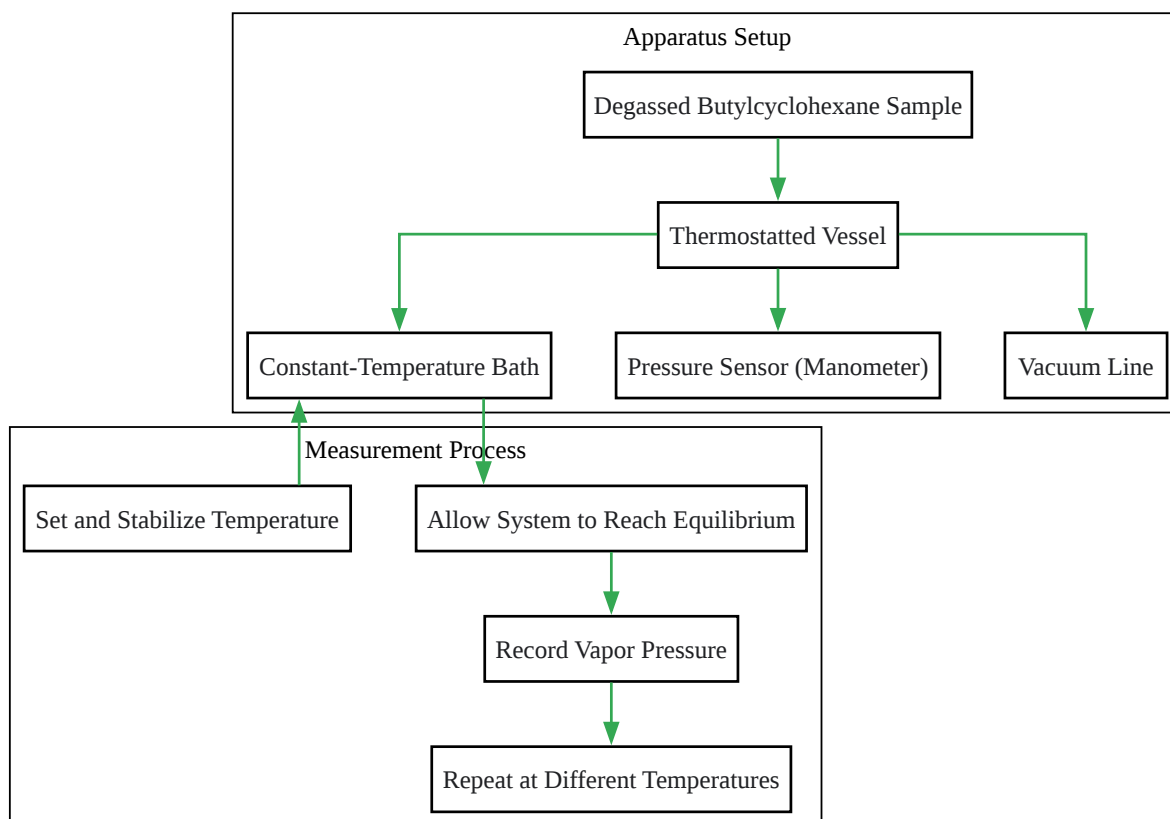 Apparatus Setup
Degassed Butylcyclohexane Sample
Thermostatted Vessel
Constant-Temperature Bath
Pressure Sensor (Manometer)
Vacuum Line
Measurement Process
Set and Stabilize Temperature
Allow System to Reach Equilibrium
Record Vapor Pressure
Repeat at Different Temperatures